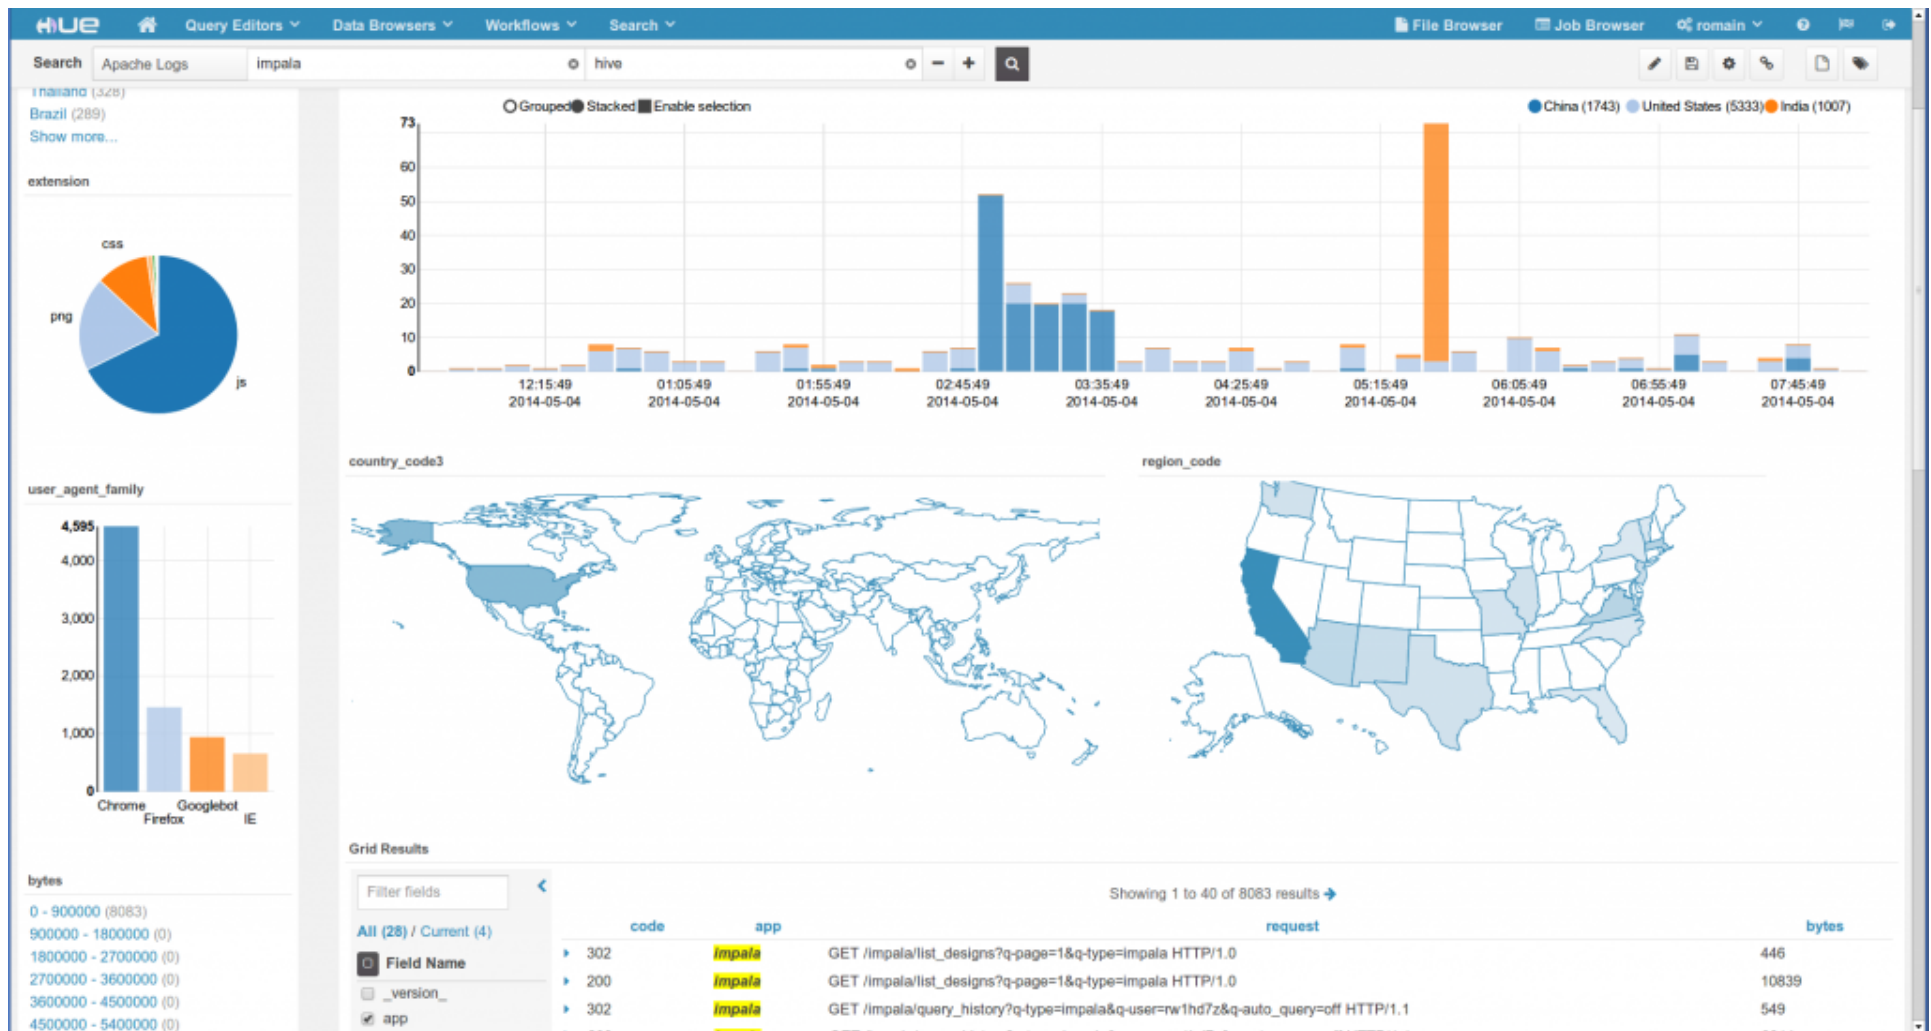 HUE Query Editors Data Browsers Workflows Search File Browser Job Browser romain
Search Apache Logs impala hive
Thailand (328)
Brazil (289)
Show more...
extension
css
png
js
user_agent_family
4,595
4,000
3,000
2,000
1,000
0
Chrome
Firefox
Googlebot
IE
bytes
0 - 900000 (8083)
900000 - 1800000 (0)
1800000 - 2700000 (0)
2700000 - 3600000 (0)
3600000 - 4500000 (0)
4500000 - 5400000 (0)
Grouped Stacked Enable selection China (1743) United States (5333) India (1007)
73
60
50
40
30
20
10
0
12:15:49 01:05:49 01:55:49 02:45:49 03:35:49 04:25:49 05:15:49 06:05:49 06:55:49 07:45:49
2014-05-04 2014-05-04 2014-05-04 2014-05-04 2014-05-04 2014-05-04 2014-05-04 2014-05-04 2014-05-04 2014-05-04
country_code3 region_code
Grid Results
Filter fields
All (28) / Current (4)
Field Name
_version_
app
Showing 1 to 40 of 8083 results
code app request bytes
302 impala GET /impala/list_designs?q-page=1&q-type=impala HTTP/1.0 446
200 impala GET /impala/list_designs?q-page=1&q-type=impala HTTP/1.0 10839
302 impala GET /impala/query_history?q-type=impala&q-user=rw1hd7z&q-auto_query=off HTTP/1.1 549